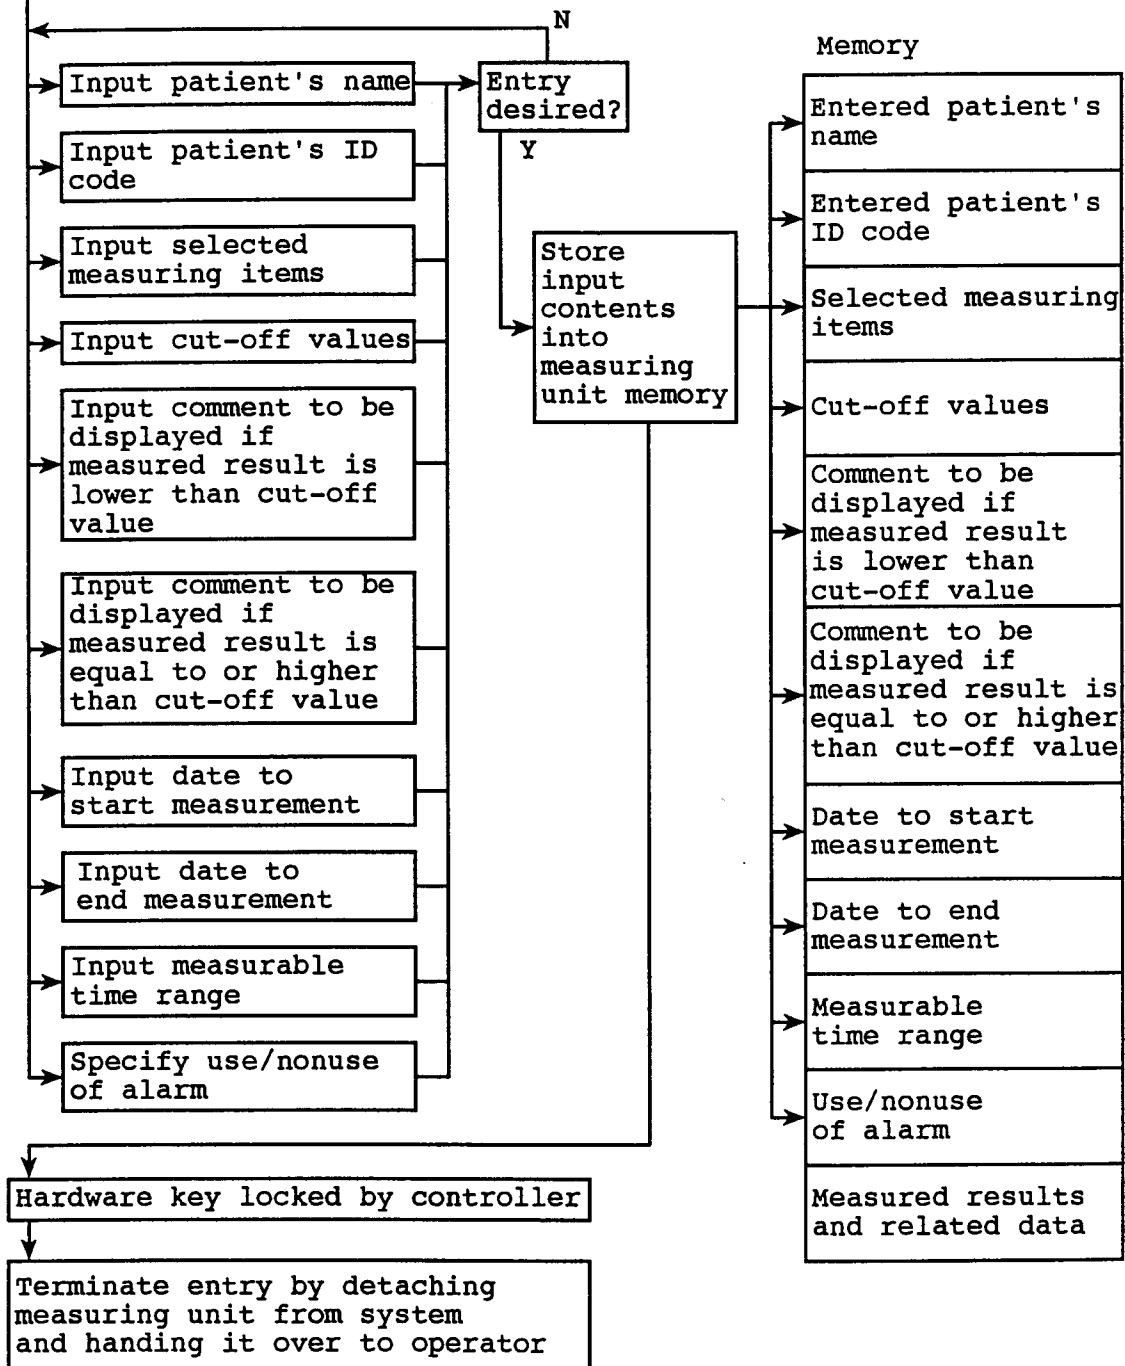 N
Input patient's name
Entry
desired?
Y
Input patient's ID
code
Input selected
measuring items
Input cut-off values
Input comment to be
displayed if
measured result is
lower than cut-off
value
Input comment to be
displayed if
measured result is
equal to or higher
than cut-off value
Input date to
start measurement
Input date to
end measurement
Input measurable
time range
Specify use/nonuse
of alarm
Store
input
contents
into
measuring
unit memory
Hardware key locked by controller
Terminate entry by detaching
measuring unit from system
and handing it over to operator
Memory
Entered patient's
name
Entered patient's
ID code
Selected measuring
items
Cut-off values
Comment to be
displayed if
measured result
is lower than
cut-off value
Comment to be
displayed if
measured result is
equal to or higher
than cut-off value
Date to start
measurement
Date to end
measurement
Measurable
time range
Use/nonuse
of alarm
Measured results
and related data